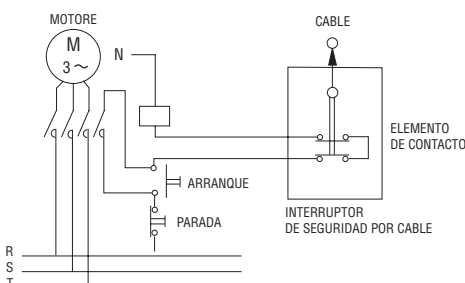 MOTORE
CABLE
M
3 ~
N
ELEMENTO
DE CONTACTO
ARRANQUE
PARADA
INTERRUPTOR
DE SEGURIDAD POR CABLE
R
S
T